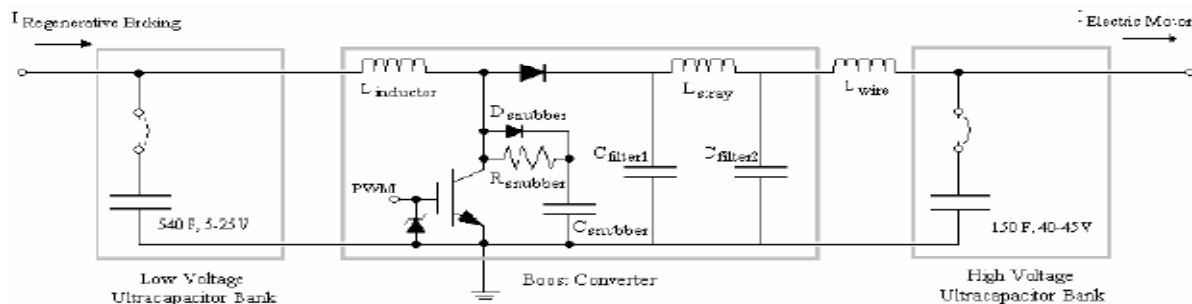 I Regenerative Braking
I Electric Motor
L inductor
L stray
L wire
D snubber
C filter1
C filter2
R snubber
PWM
C snubber
540 F, 5-25 V
150 F, 40-45 V
Low Voltage
Ultracapacitor Bank
Boost Converter
High Voltage
Ultracapacitor Bank